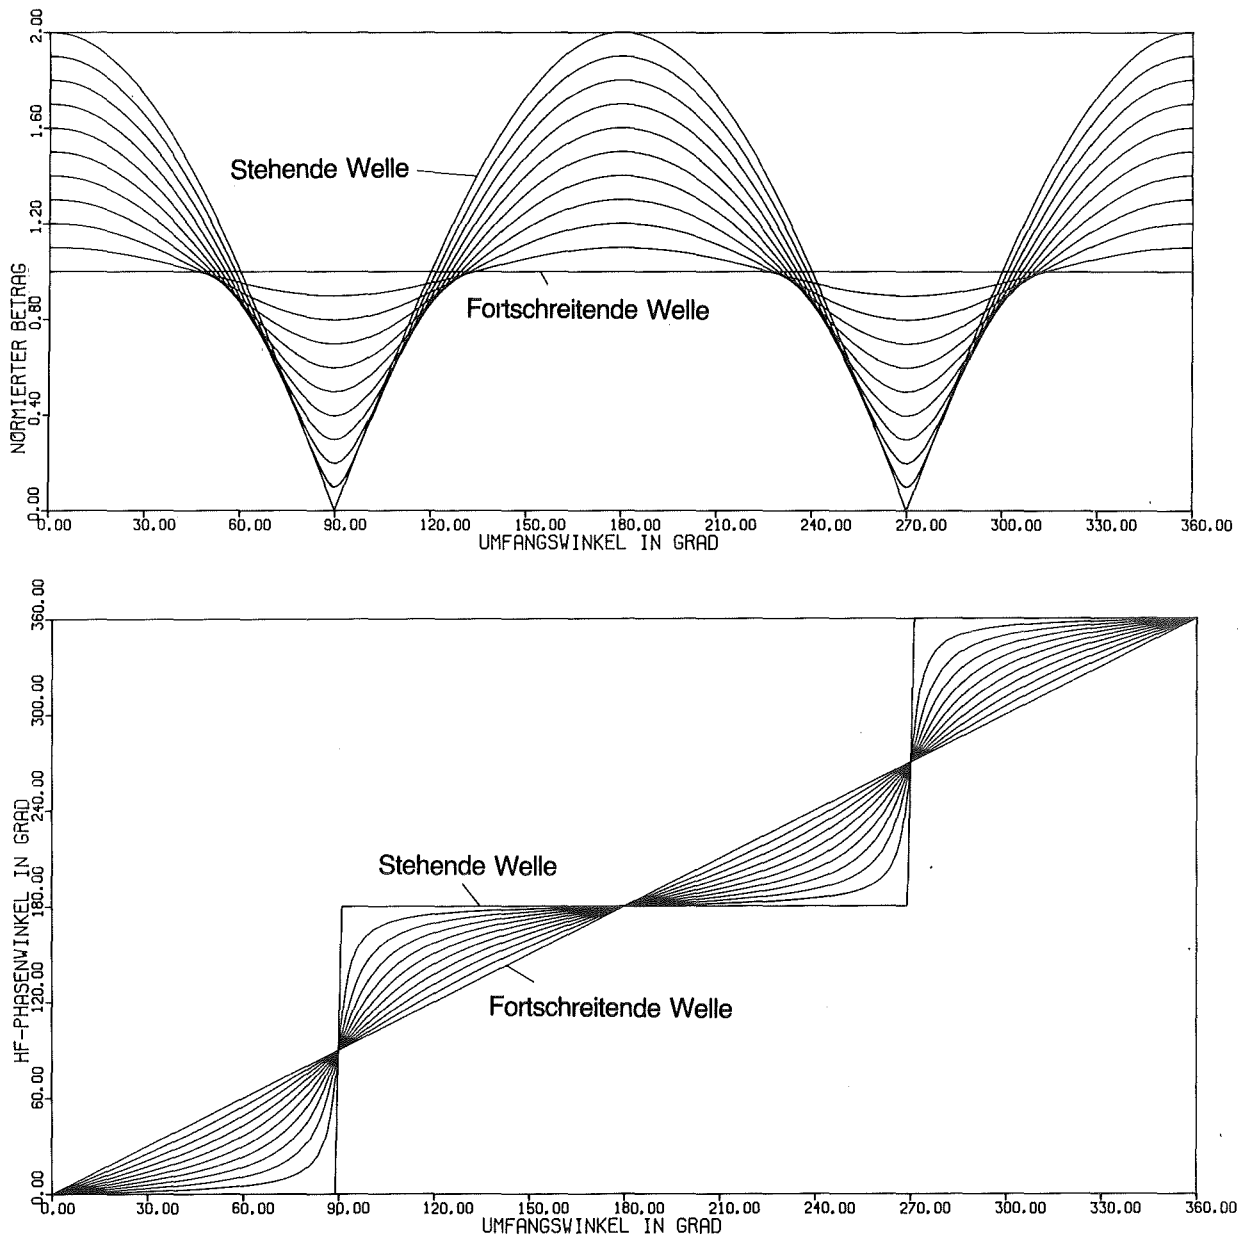 2.00
1.60
1.20
0.80
0.40
0.00
NORMIERTER BETRAG
Stehende Welle
Fortschreitende Welle
0.00 30.00 60.00 90.00 120.00 150.00 180.00 210.00 240.00 270.00 300.00 330.00 360.00
UMFANGSWINKEL IN GRAD
360.00
300.00
240.00
180.00
120.00
60.00
0.00
HF-PHASENWINKEL IN GRAD
Stehende Welle
Fortschreitende Welle
0.00 30.00 60.00 90.00 120.00 150.00 180.00 210.00 240.00 270.00 300.00 330.00 360.00
UMFANGSWINKEL IN GRAD